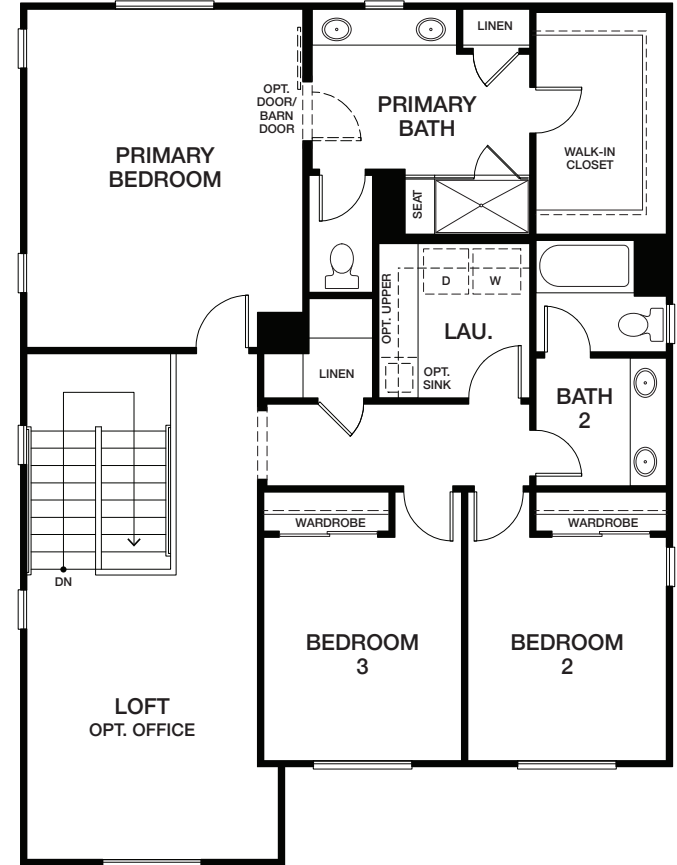 LINEN
OPT.
DOOR/
BARN
DOOR
PRIMARY
BATH
PRIMARY
BEDROOM
WALK-IN
CLOSET
SEAT
D
W
OPT. UPPER
LAU.
LINEN
OPT.
SINK
BATH
2
WARDROBE
WARDROBE
DN
BEDROOM
3
BEDROOM
2
LOFT
OPT. OFFICE